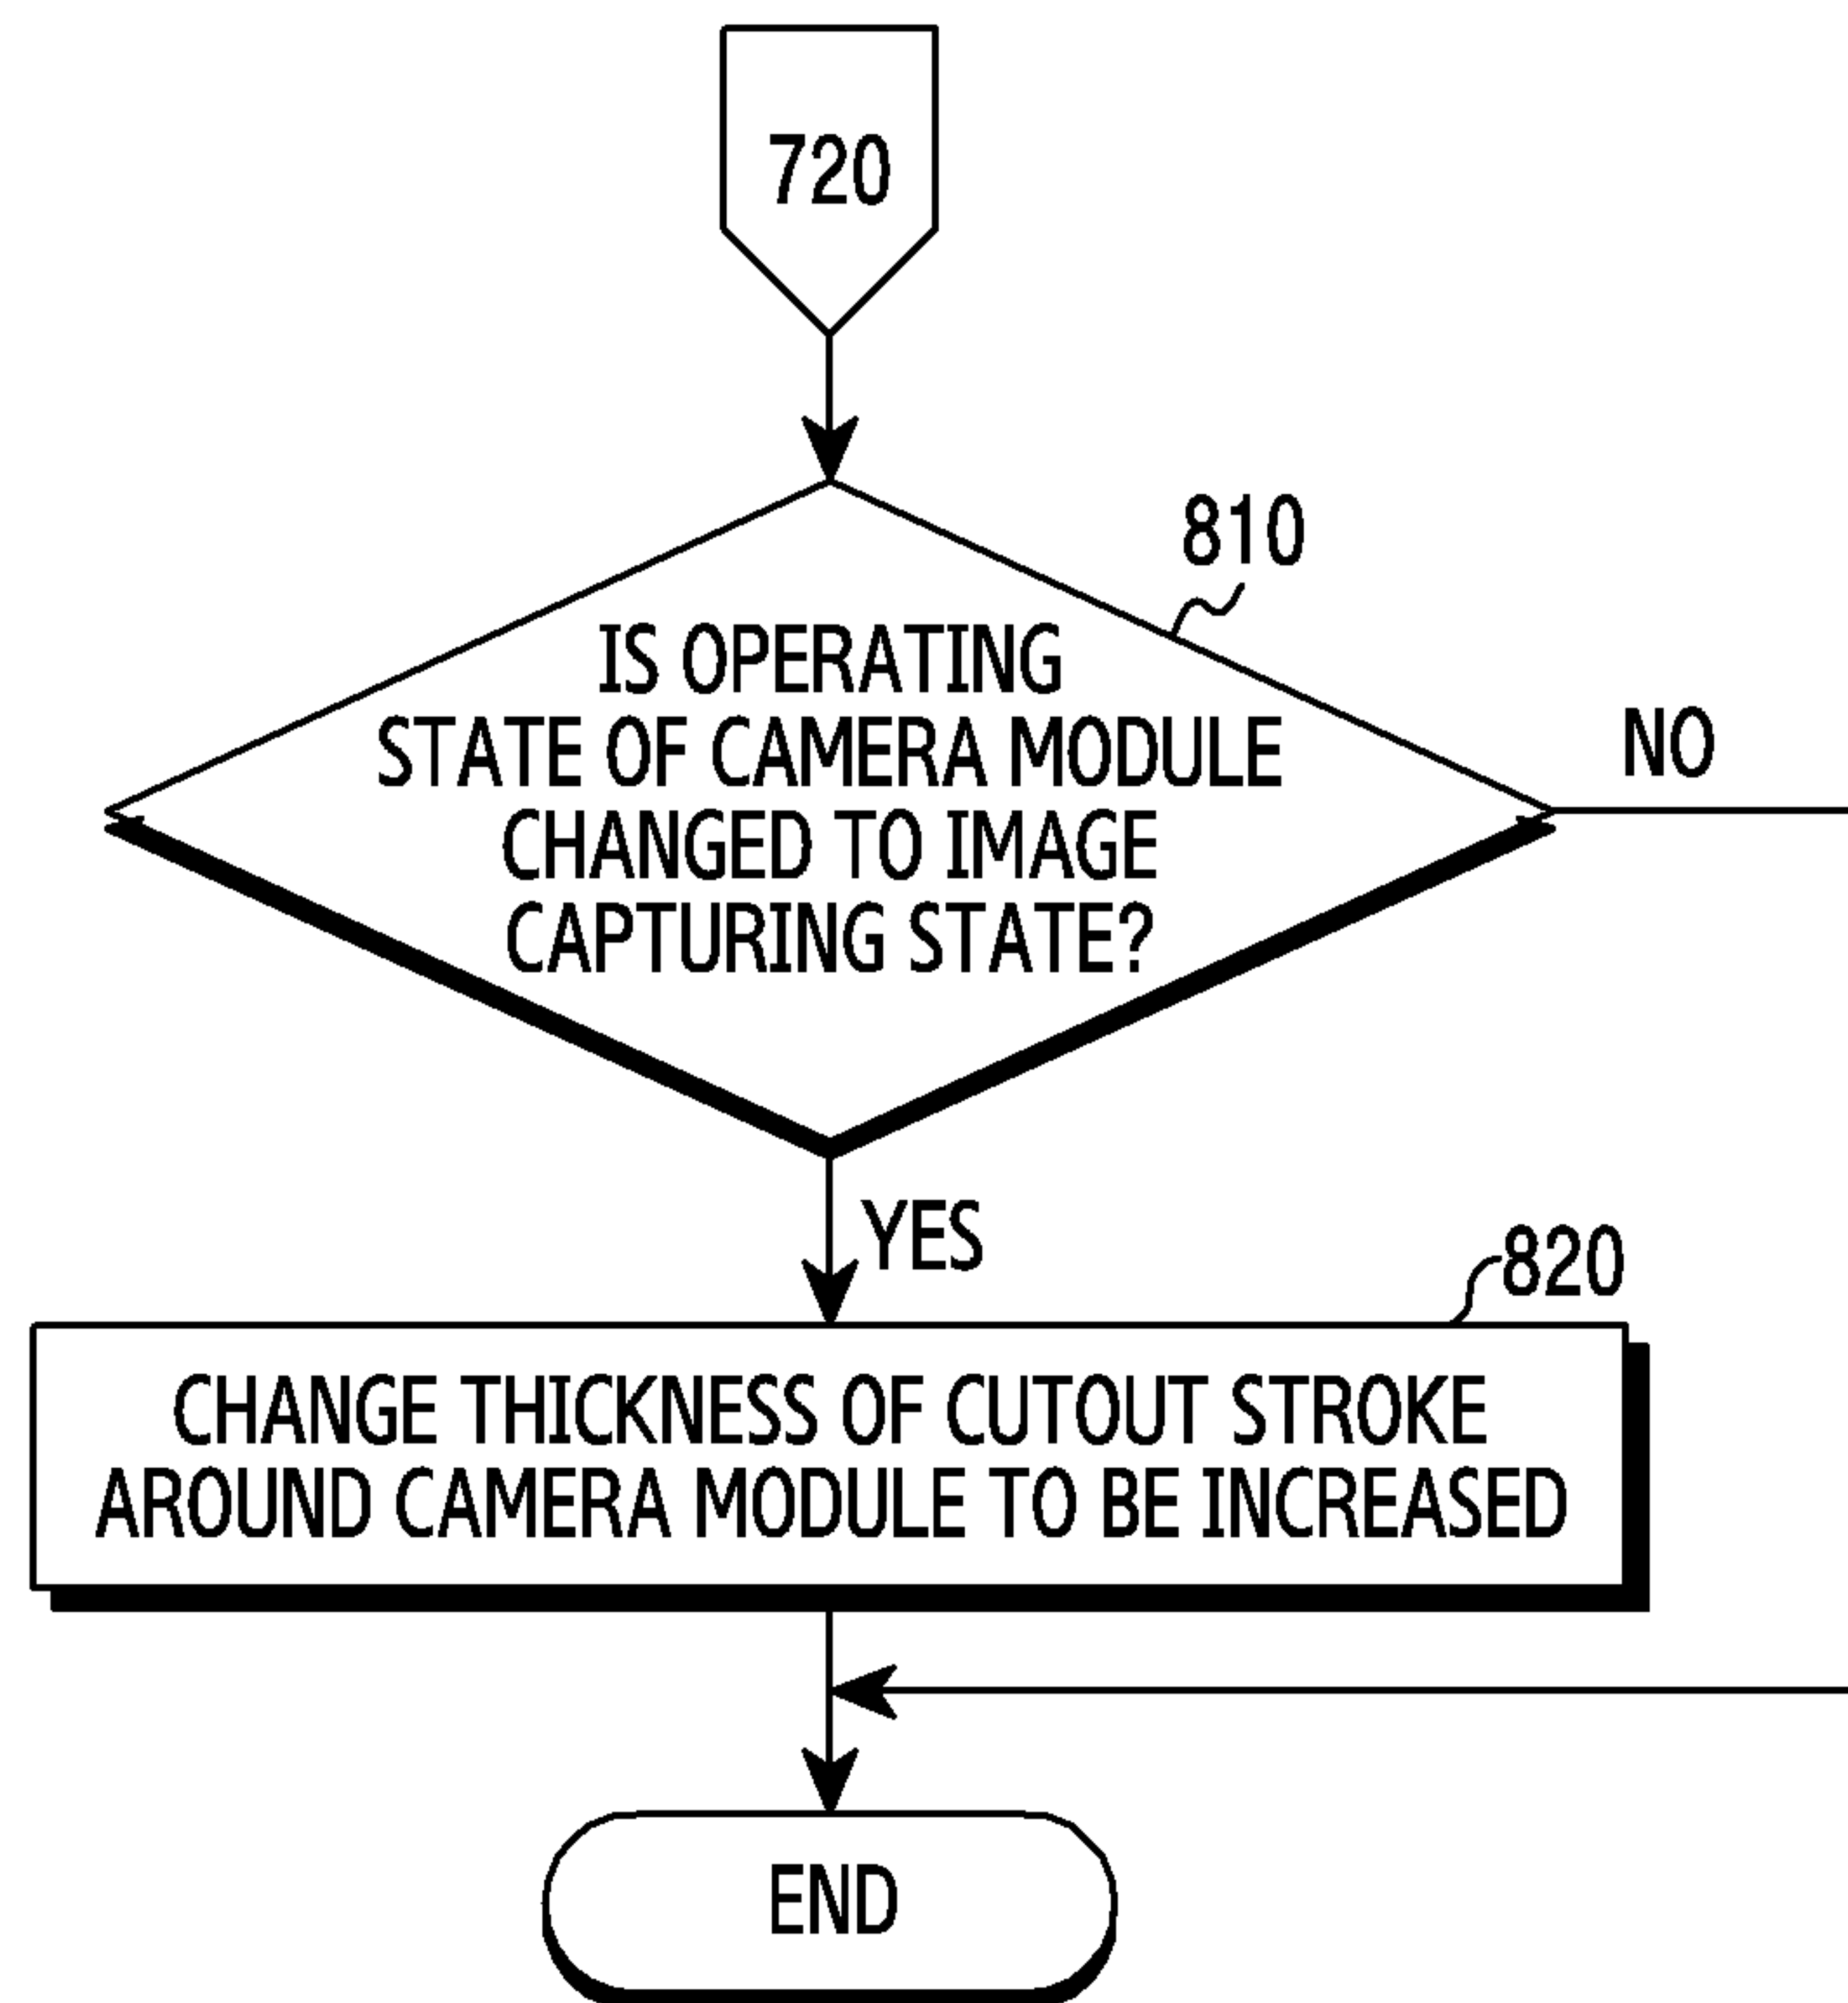 720
810
IS OPERATING
STATE OF CAMERA MODULE
CHANGED TO IMAGE
CAPTURING STATE?
NO
YES
820
CHANGE THICKNESS OF CUTOUT STROKE
AROUND CAMERA MODULE TO BE INCREASED
END